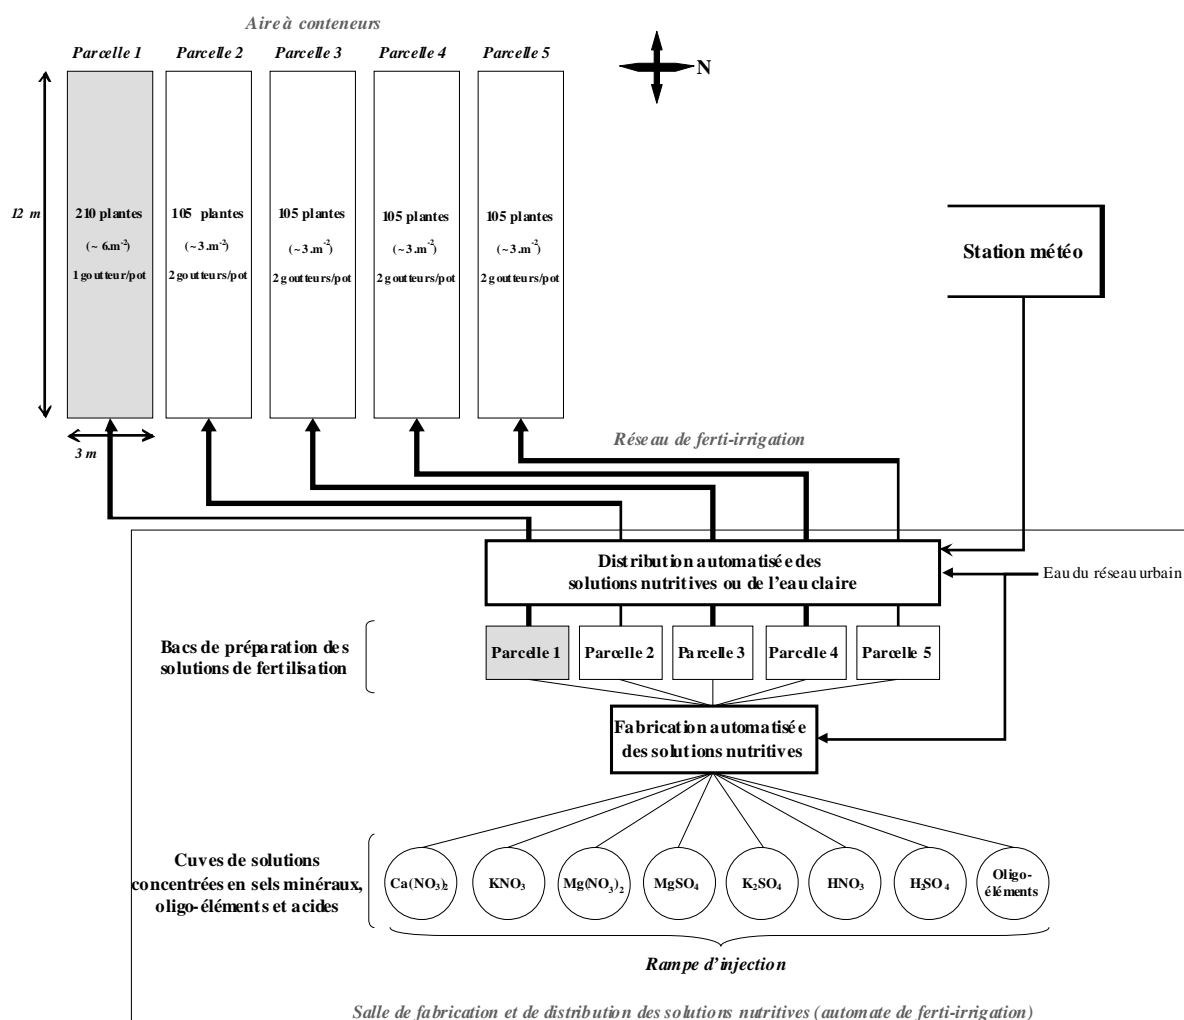 Aire à conteneurs
Parcelle 1
Parcelle 2
Parcelle 3
Parcelle 4
Parcelle 5
N
12 m
210 plantes
(~ 6.m-2)
1 goutteur/pot
105 plantes
(~3.m-2)
2 goutteurs/pot
105 plantes
(~3.m-2)
2 goutteurs/pot
105 plantes
(~3.m-2)
2 goutteurs/pot
105 plantes
(~3.m-2)
2 goutteurs/pot
Station météo
3 m
Réseau de ferti-irrigation
Distribution automatisée des
solutions nutritives ou de l'eau claire
Eau du réseau urbain
Bacs de préparation des
solutions de fertilisation
Parcelle 1
Parcelle 2
Parcelle 3
Parcelle 4
Parcelle 5
Fabrication automatisée
des solutions nutritives
Cuves de solutions
concentrées en sels minéraux,
oligo-éléments et acides
Ca(NO3)2
KNO3
Mg(NO3)2
MgSO4
K2SO4
HNO3
H2SO4
Oligo-
éléments
Rampe d'injection
Salle de fabrication et de distribution des solutions nutritives (automate de ferti-irrigation)